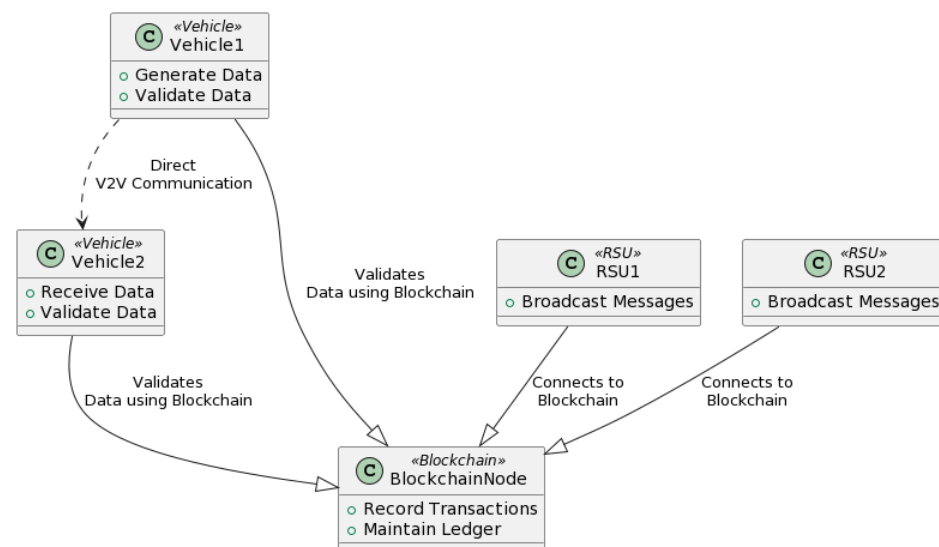 «Vehicle»
C
Vehicle1
Generate Data
Validate Data
Direct
V2V Communication
«Vehicle»
C
Vehicle2
Receive Data
Validate Data
Validates
Data using Blockchain
«RSU»
C
RSU1
Broadcast Messages
«RSU»
C
RSU2
Broadcast Messages
Validates
Data using Blockchain
Connects to
Blockchain
Connects to
Blockchain
«Blockchain»
C
BlockchainNode
Record Transactions
Maintain Ledger